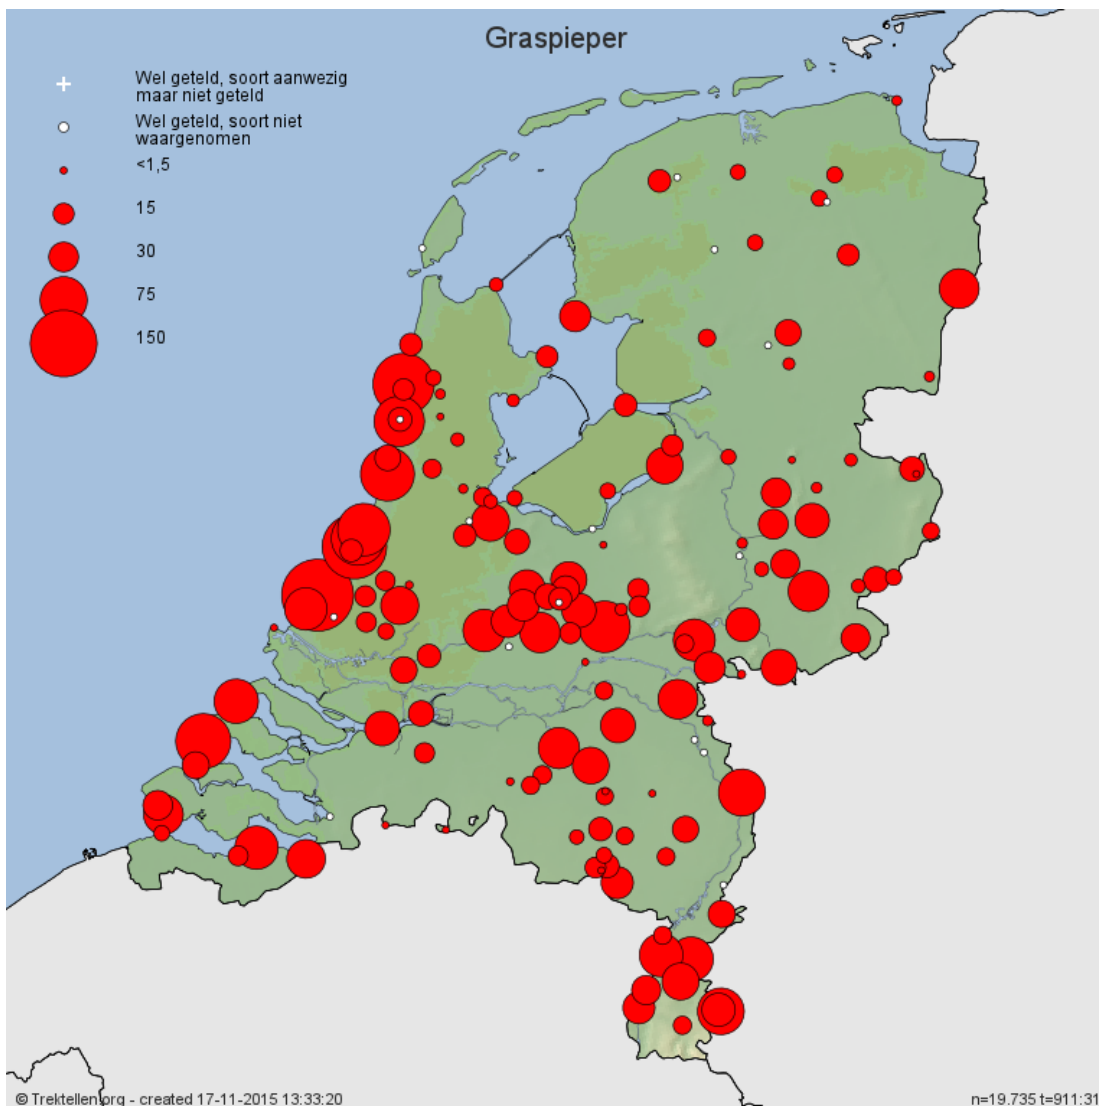 Graspieper
Wel geteld, soort aanwezig
maar niet geteld
Wel geteld, soort niet
waargenomen
<1,5
15
30
75
150
© Trektellen.org - created 17-11-2015 13:33:20
n=19.735 t=911:31